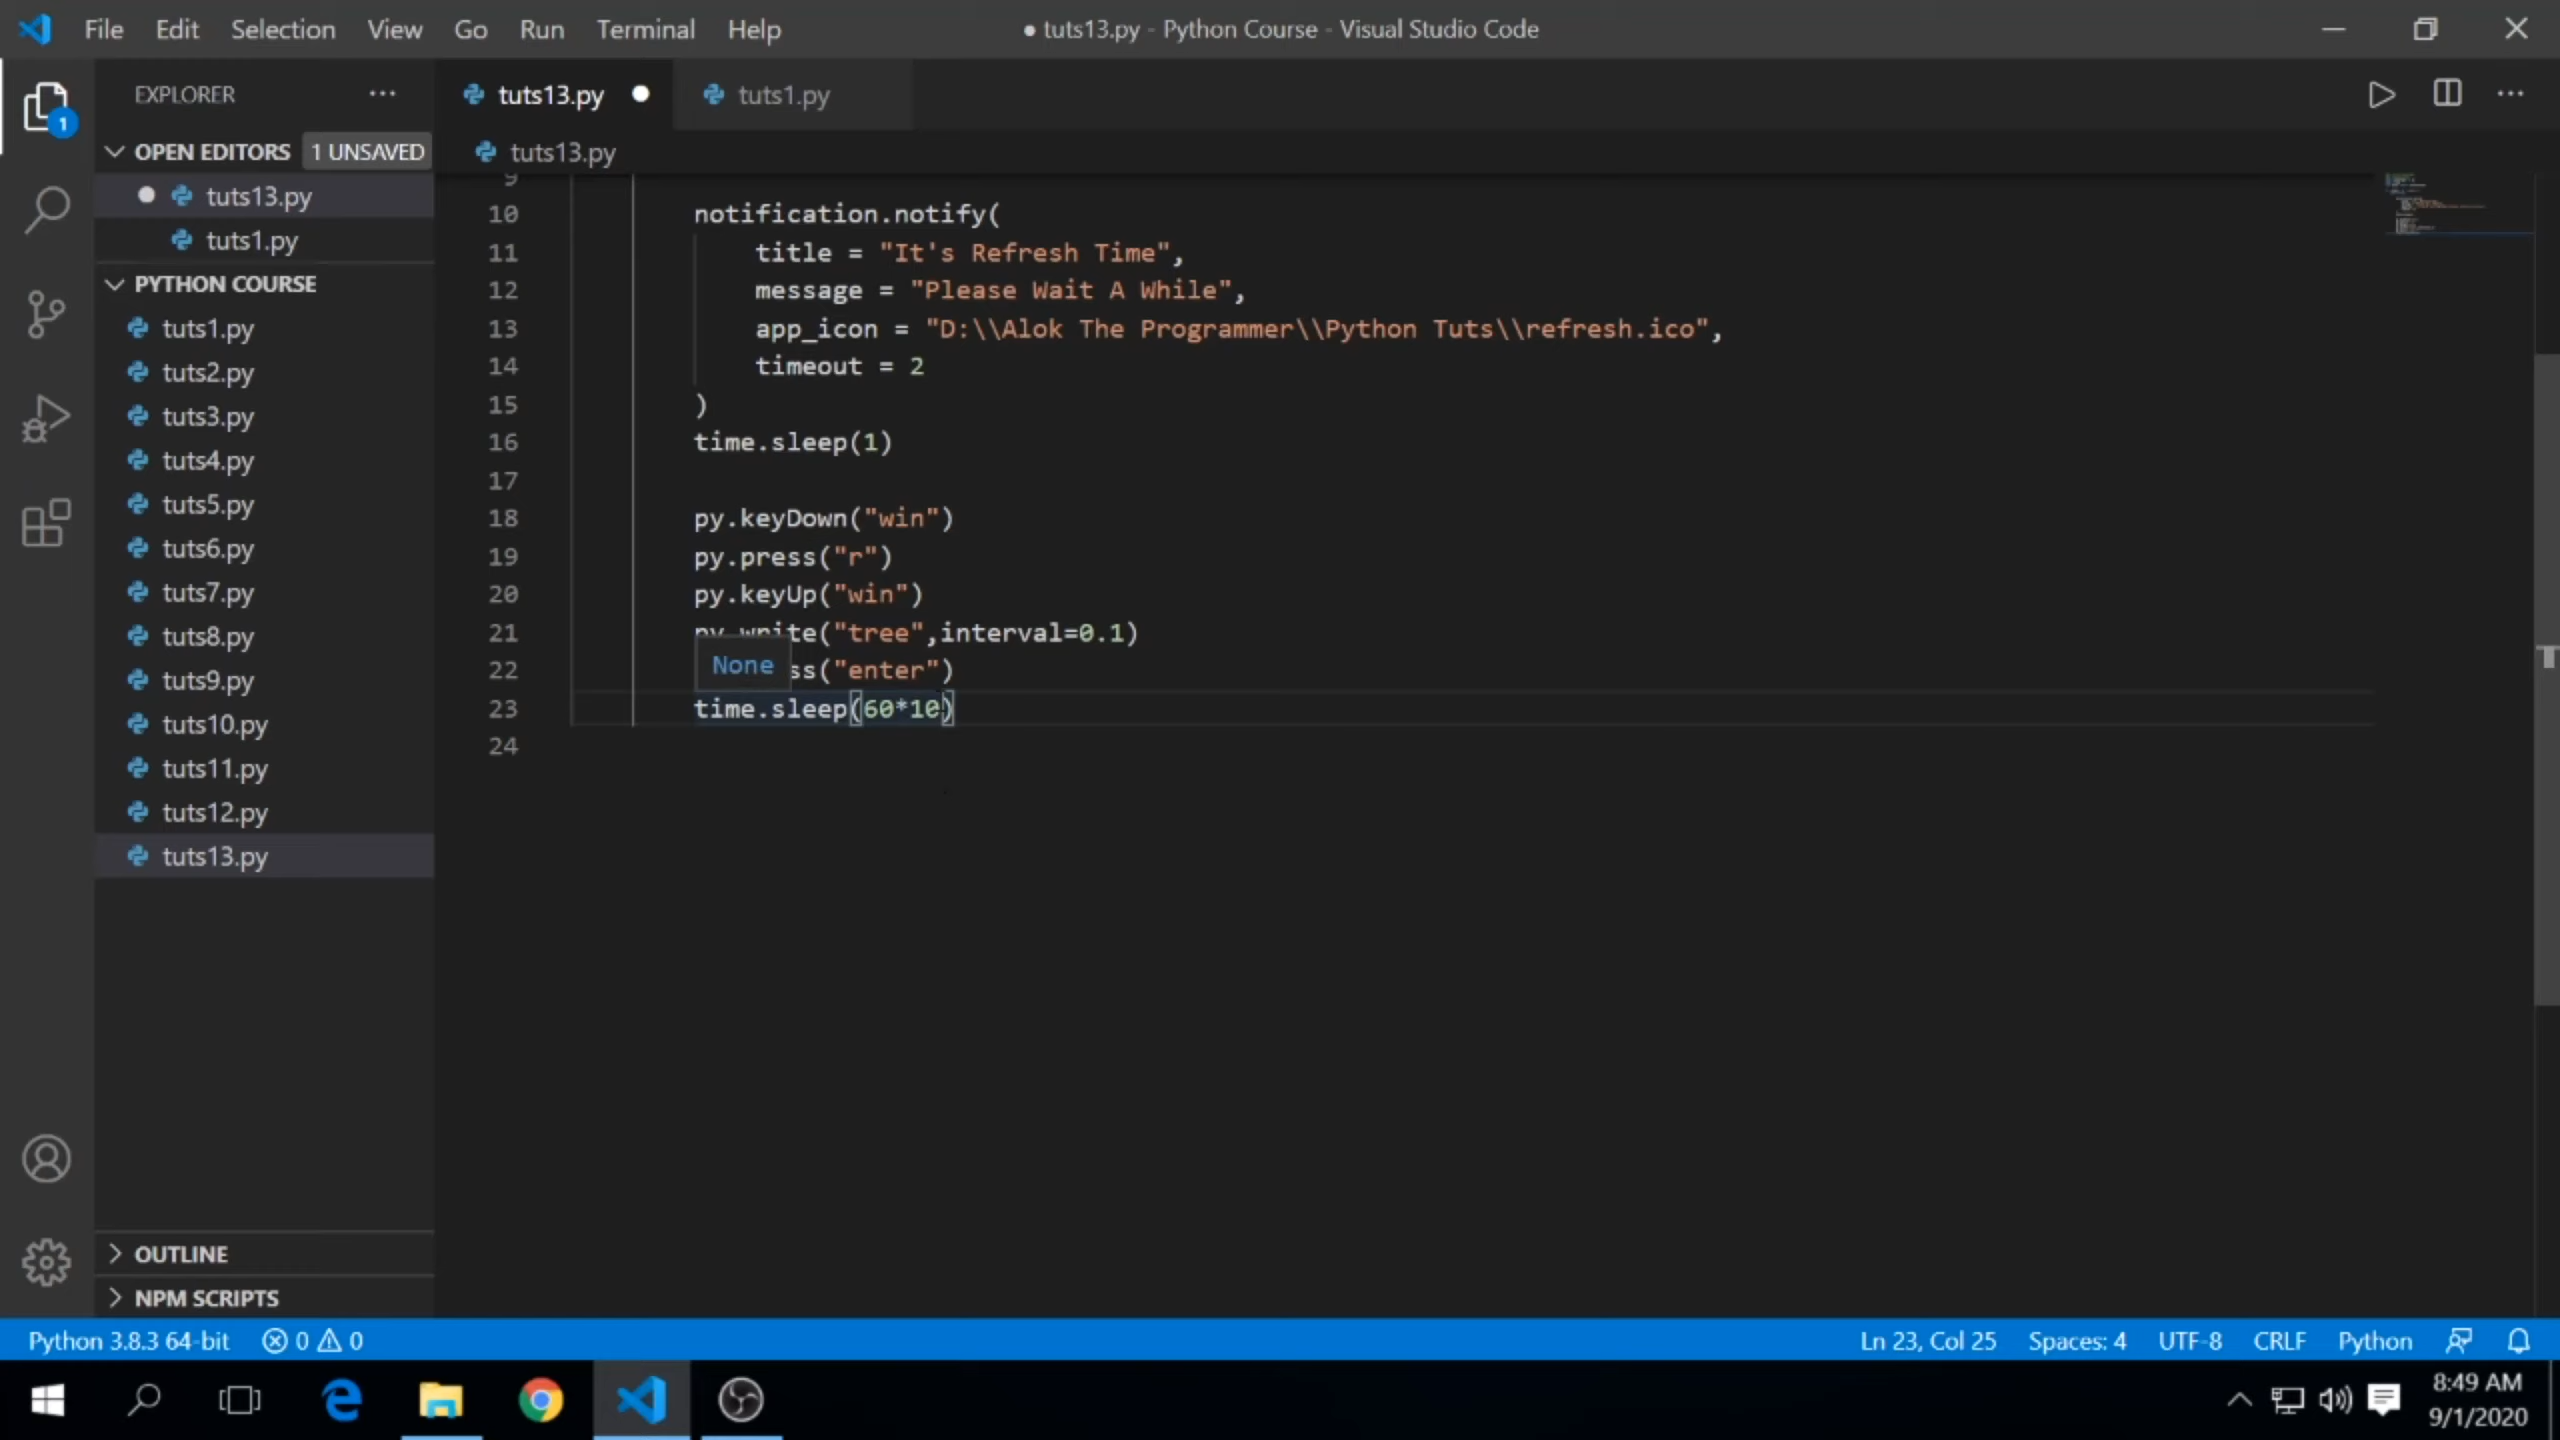 File Edit Selection View Go Run Terminal Help
● tuts13.py - Python Course - Visual Studio Code
EXPLORER
OPEN EDITORS 1 UNSAVED
tuts13.py
tuts1.py
PYTHON COURSE
tuts1.py
tuts2.py
tuts3.py
tuts4.py
tuts5.py
tuts6.py
tuts7.py
tuts8.py
tuts9.py
tuts10.py
tuts11.py
tuts12.py
tuts13.py
OUTLINE
NPM SCRIPTS
1
tuts13.py tuts1.py
tuts13.py
9
10 notification.notify(
11 title = "It's Refresh Time",
12 message = "Please Wait A While",
13 app_icon = "D:\\Alok The Programmer\\Python Tuts\\refresh.ico",
14 timeout = 2
15 )
16 time.sleep(1)
17
18 py.keyDown("win")
19 py.press("r")
20 py.keyUp("win")
21 py.write("tree",interval=0.1)
None
22 ss("enter")
23 time.sleep(60*10)
24
Python 3.8.3 64-bit 0 0
Ln 23, Col 25 Spaces: 4 UTF-8 CRLF Python
8:49 AM
9/1/2020